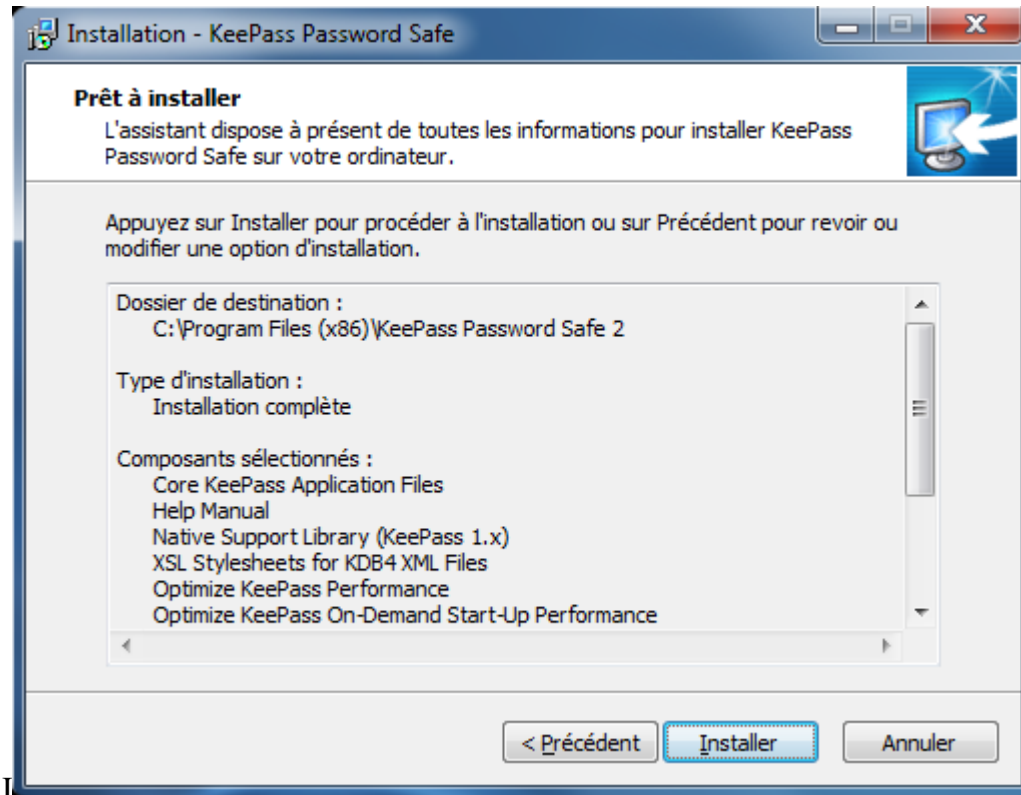 Installation - KeePass Password Safe
Prêt à installer
L'assistant dispose à présent de toutes les informations pour installer KeePass
Password Safe sur votre ordinateur.
Appuyez sur Installer pour procéder à l'installation ou sur Précédent pour revoir ou
modifier une option d'installation.
Dossier de destination :
C:\Program Files (x86)\KeePass Password Safe 2
Type d'installation :
Installation complète
Composants sélectionnés :
Core KeePass Application Files
Help Manual
Native Support Library (KeePass 1.x)
XSL Stylesheets for KDB4 XML Files
Optimize KeePass Performance
Optimize KeePass On-Demand Start-Up Performance
< Précédent Installer Annuler